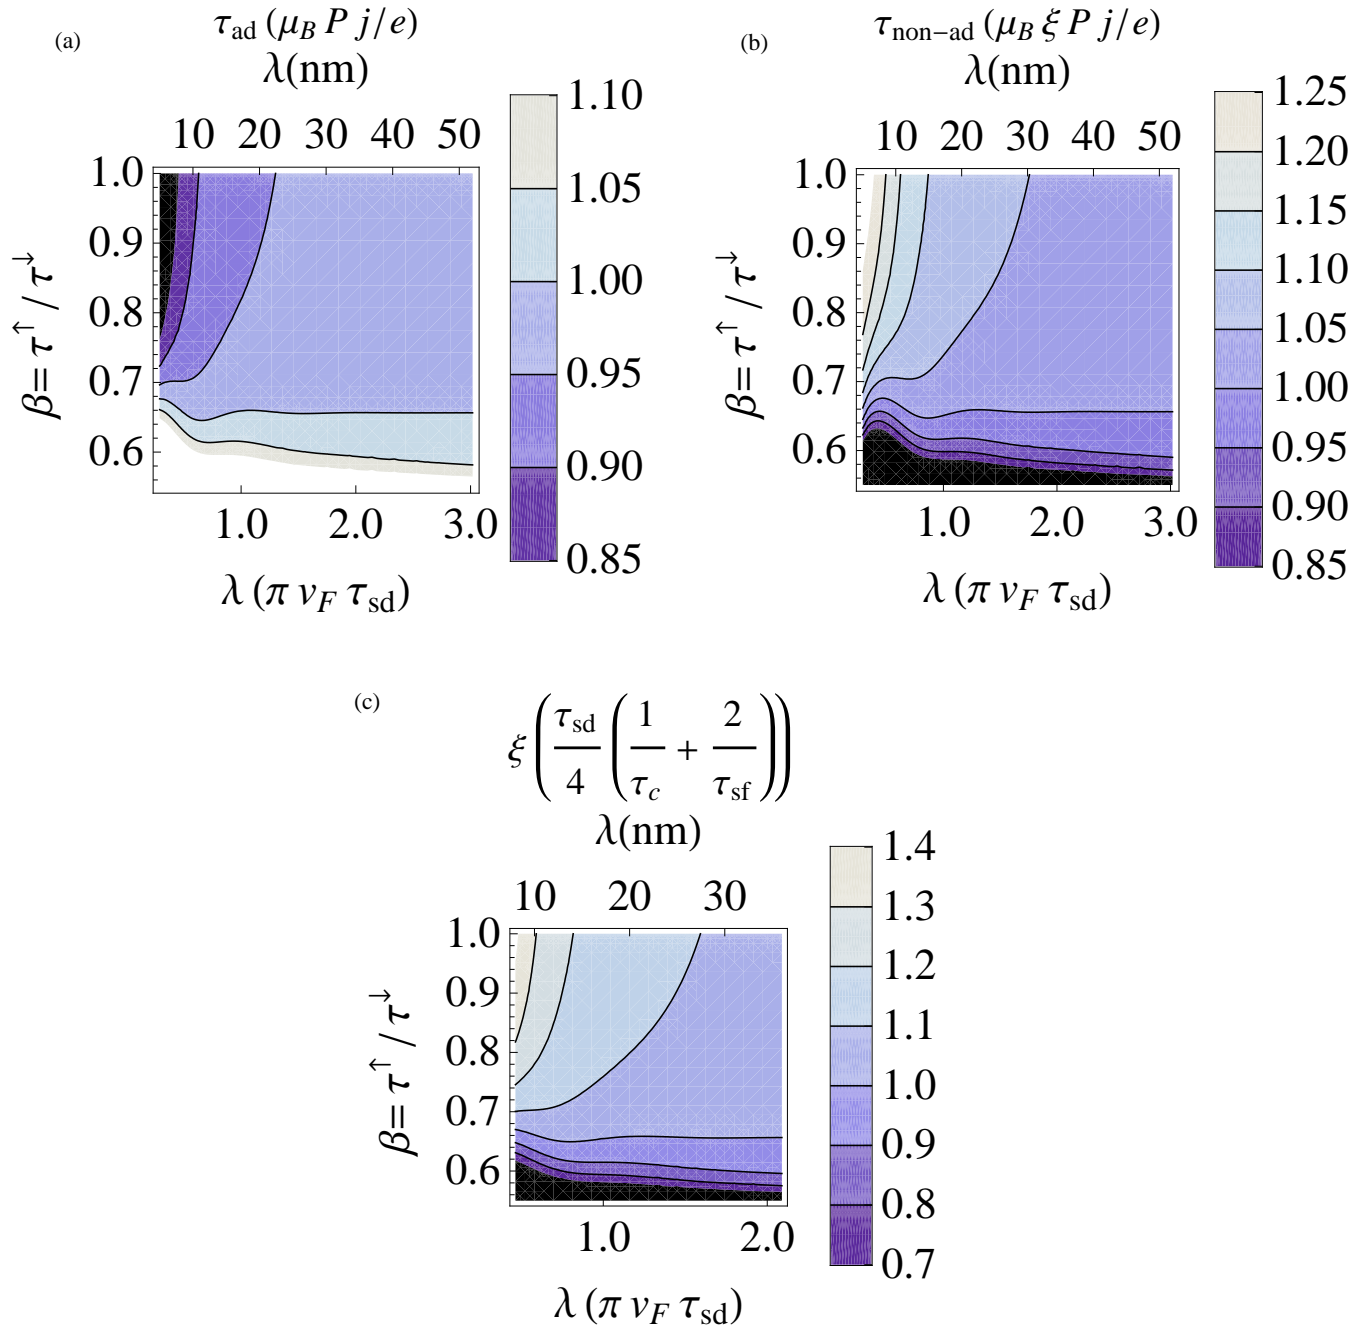 (a)
τ_ad (μ_B P j/e)
λ(nm)
10 20 30 40 50
1.0
0.9
0.8
0.7
0.6
β= τ^↑ / τ^↓
1.0 2.0 3.0
λ (π v_F τ_sd)
1.10
1.05
1.00
0.95
0.90
0.85
(b)
τ_non−ad (μ_B ξ P j/e)
λ(nm)
10 20 30 40 50
1.0
0.9
0.8
0.7
0.6
β= τ^↑ / τ^↓
1.0 2.0 3.0
λ (π v_F τ_sd)
1.25
1.20
1.15
1.10
1.05
1.00
0.95
0.90
0.85
(c)
ξ (τ_sd/4 (1/τ_c + 2/τ_sf))
λ(nm)
10 20 30
1.0
0.9
0.8
0.7
0.6
β= τ^↑ / τ^↓
1.0 2.0
λ (π v_F τ_sd)
1.4
1.3
1.2
1.1
1.0
0.9
0.8
0.7